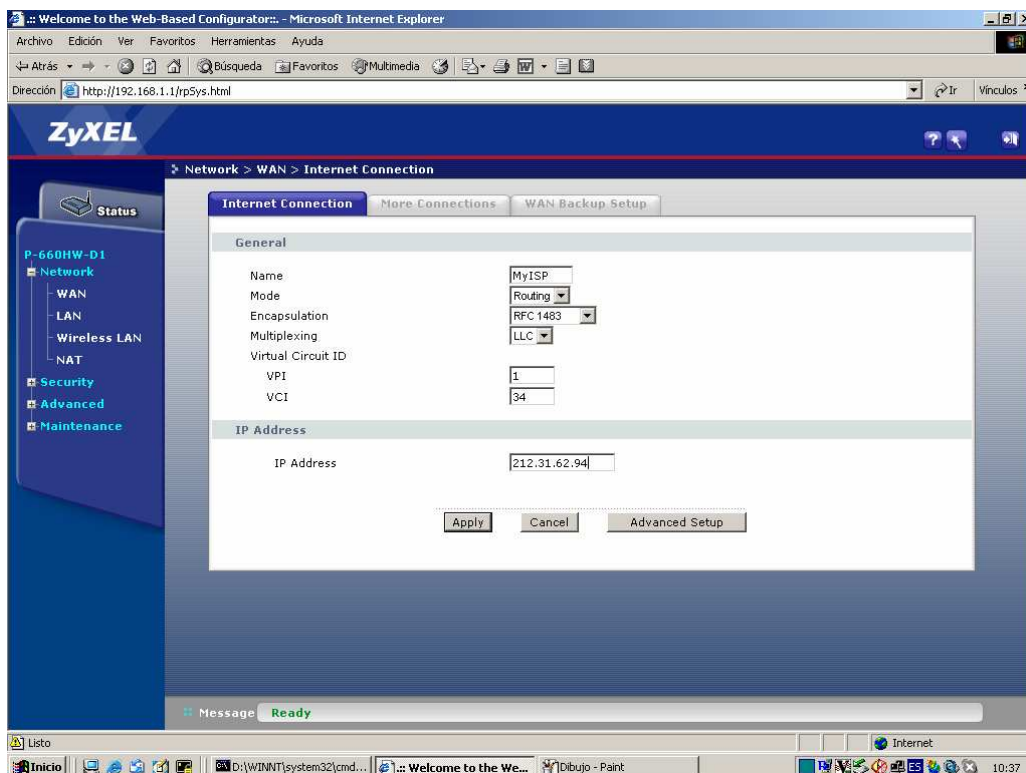 .:: Welcome to the Web-Based Configurator::. - Microsoft Internet Explorer
Archivo Edición Ver Favoritos Herramientas Ayuda
Atrás Búsqueda Favoritos Multimedia
Dirección http://192.168.1.1/rpSys.html Ir Vínculos
ZyXEL
Network > WAN > Internet Connection
Status
P-660HW-D1
Network
WAN
LAN
Wireless LAN
NAT
Security
Advanced
Maintenance
Internet Connection More Connections WAN Backup Setup
General
Name MyISP
Mode Routing
Encapsulation RFC 1483
Multiplexing LLC
Virtual Circuit ID
VPI 1
VCI 34
IP Address
IP Address 212.31.62.94
Apply Cancel Advanced Setup
Message Ready
Listo Internet
Inicio D:\WINNT\system32\cmd... .:: Welcome to the We... Dibujo - Paint ES 10:37